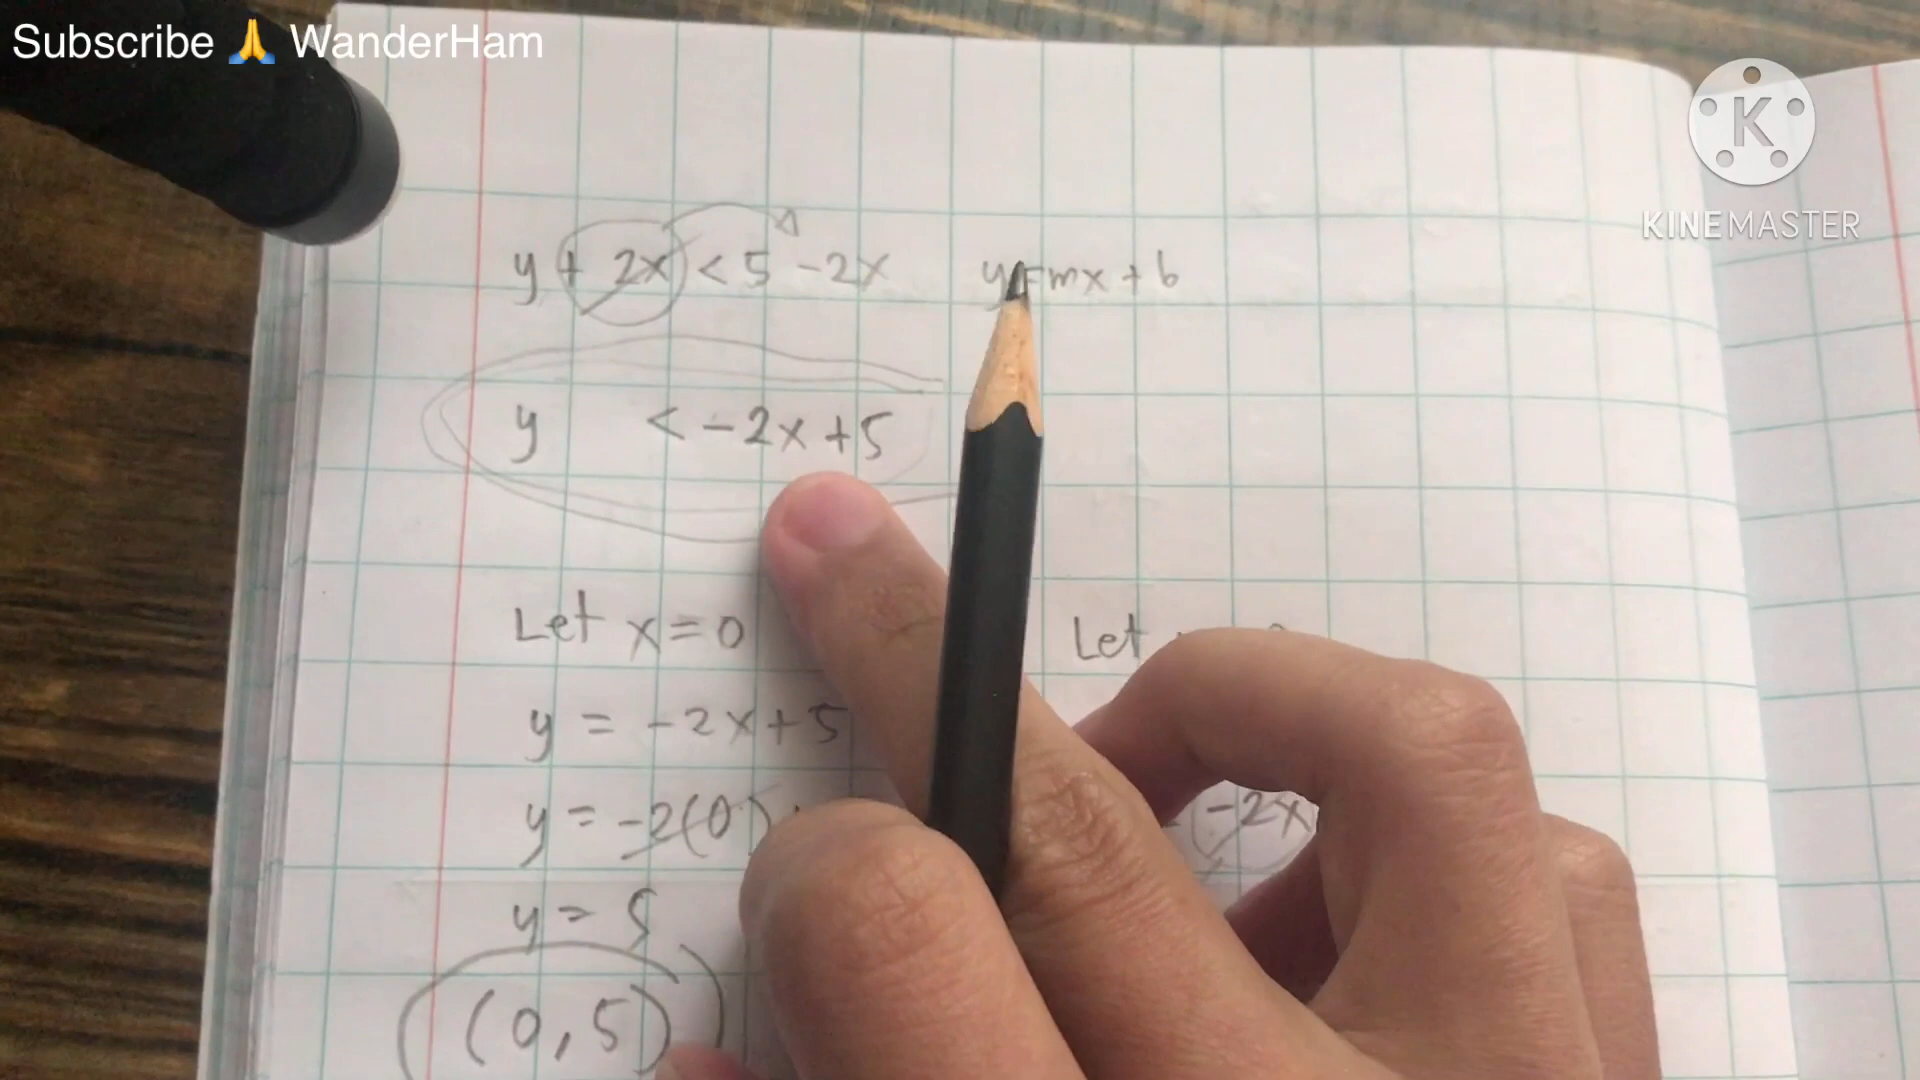 Subscribe 🙏 WanderHam
K
KINEMASTER
y + 2x < 5 - 2x
y = mx + b
y < -2x + 5
Let x = 0
Let
y = -2x + 5
y = -2(0)
-2x
y = 5
(0, 5)